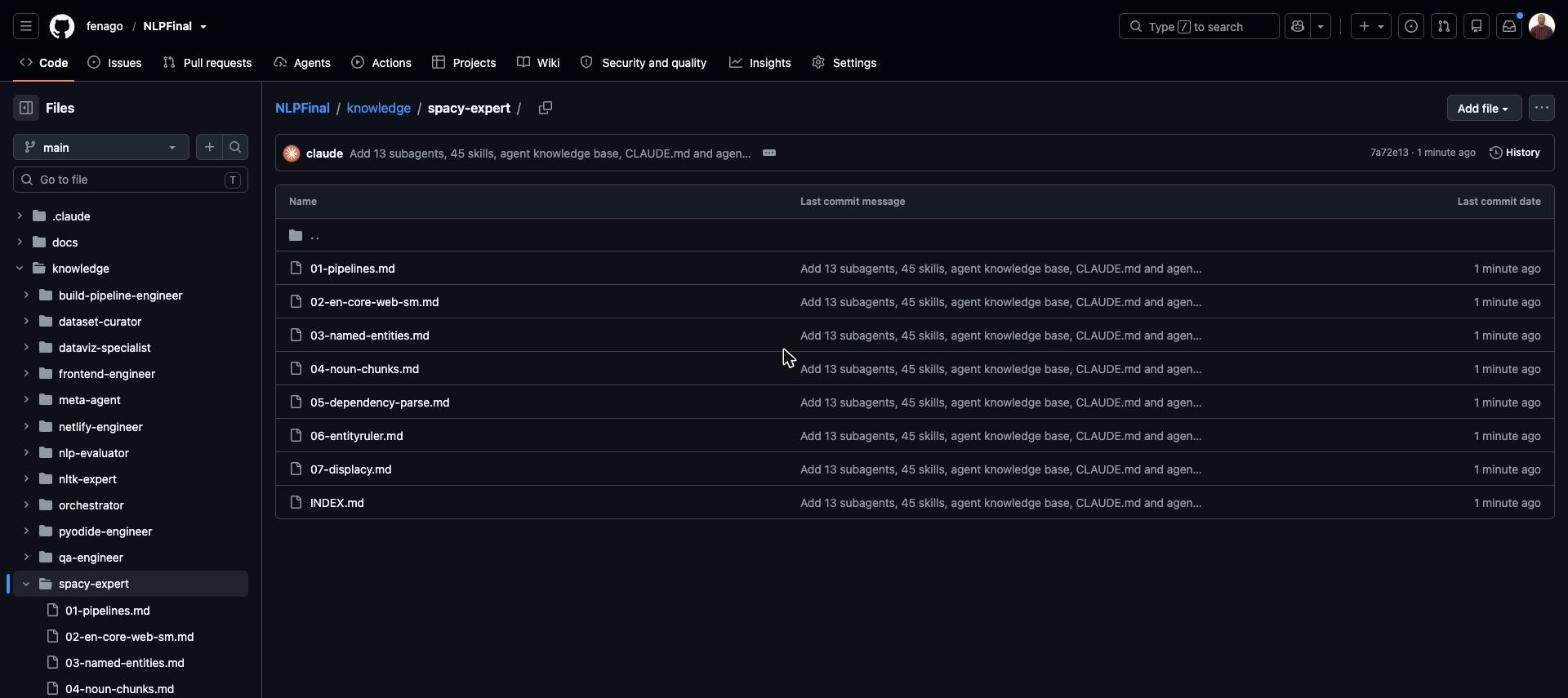 fenago / NLPFinal
Type / to search
Code
Issues
Pull requests
Agents
Actions
Projects
Wiki
Security and quality
Insights
Settings
Files
main
Go to file
T
.claude
docs
knowledge
build-pipeline-engineer
dataset-curator
dataviz-specialist
frontend-engineer
meta-agent
netlify-engineer
nlp-evaluator
nltk-expert
orchestrator
pyodide-engineer
qa-engineer
spacy-expert
01-pipelines.md
02-en-core-web-sm.md
03-named-entities.md
04-noun-chunks.md
NLPFinal / knowledge / spacy-expert /
Add file
claude Add 13 subagents, 45 skills, agent knowledge base, CLAUDE.md and agen...
7a72e13 · 1 minute ago
History
Name Last commit message Last commit date
..
01-pipelines.md Add 13 subagents, 45 skills, agent knowledge base, CLAUDE.md and agen... 1 minute ago
02-en-core-web-sm.md Add 13 subagents, 45 skills, agent knowledge base, CLAUDE.md and agen... 1 minute ago
03-named-entities.md Add 13 subagents, 45 skills, agent knowledge base, CLAUDE.md and agen... 1 minute ago
04-noun-chunks.md Add 13 subagents, 45 skills, agent knowledge base, CLAUDE.md and agen... 1 minute ago
05-dependency-parse.md Add 13 subagents, 45 skills, agent knowledge base, CLAUDE.md and agen... 1 minute ago
06-entityruler.md Add 13 subagents, 45 skills, agent knowledge base, CLAUDE.md and agen... 1 minute ago
07-displacy.md Add 13 subagents, 45 skills, agent knowledge base, CLAUDE.md and agen... 1 minute ago
INDEX.md Add 13 subagents, 45 skills, agent knowledge base, CLAUDE.md and agen... 1 minute ago